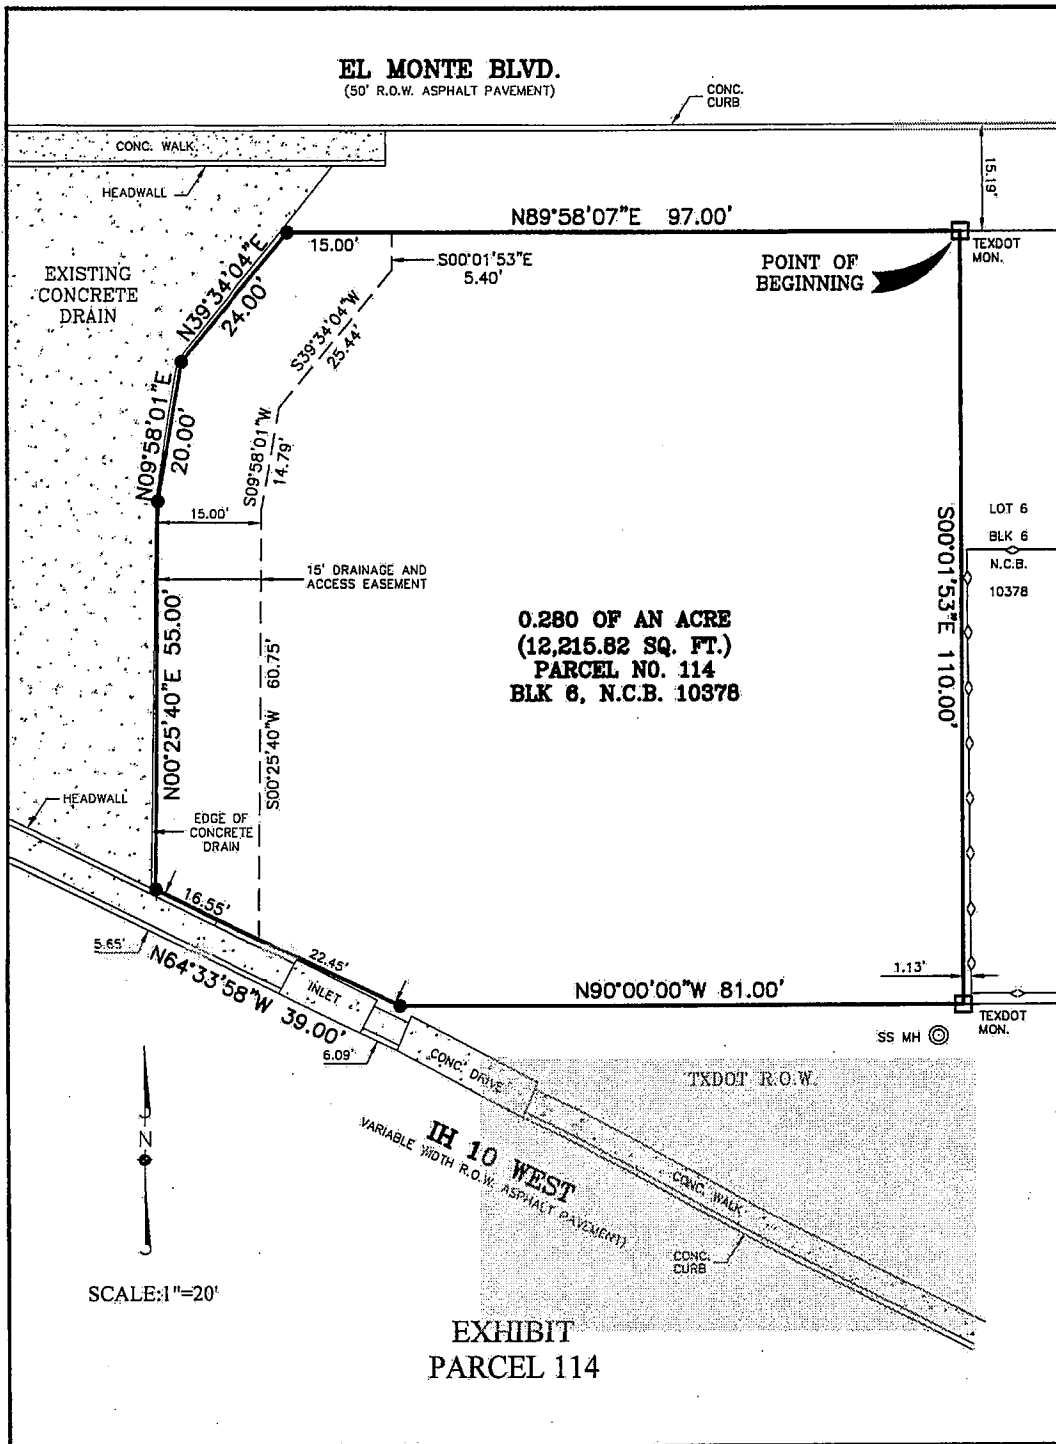 EL MONTE BLVD.
(50' R.O.W. ASPHALT PAVEMENT)
CONC.
CURB
CONC. WALK
HEADWALL
15.19'
N89°58'07"E 97.00'
15.00'
S00°01'53"E
5.40'
TEXDOT
MON.
POINT OF
BEGINNING
EXISTING
CONCRETE
DRAIN
N39°34'04"E
24.00'
S39°34'04"W
25.44'
N09°58'01"E
20.00'
S09°58'01"W
14.79'
15.00'
15' DRAINAGE AND
ACCESS EASEMENT
LOT 6
BLK 6
N.C.B.
10378
S00°01'53"E 110.00'
0.280 OF AN ACRE
(12,215.82 SQ. FT.)
PARCEL NO. 114
BLK 6, N.C.B. 10378
N00°25'40"E 55.00'
S00°25'40"W 60.75'
HEADWALL
EDGE OF
CONCRETE
DRAIN
16.55'
5.65'
22.45'
N64°33'58"W 39.00'
INLET
6.09'
N90°00'00"W 81.00'
1.13'
TEXDOT
MON.
SS MH
CONC. DRIVE
TXDOT R.O.W.
IH 10 WEST
VARIABLE WIDTH R.O.W. ASPHALT PAVEMENT)
CONC. WALK
CONC.
CURB
N
SCALE:1"=20'
EXHIBIT
PARCEL 114